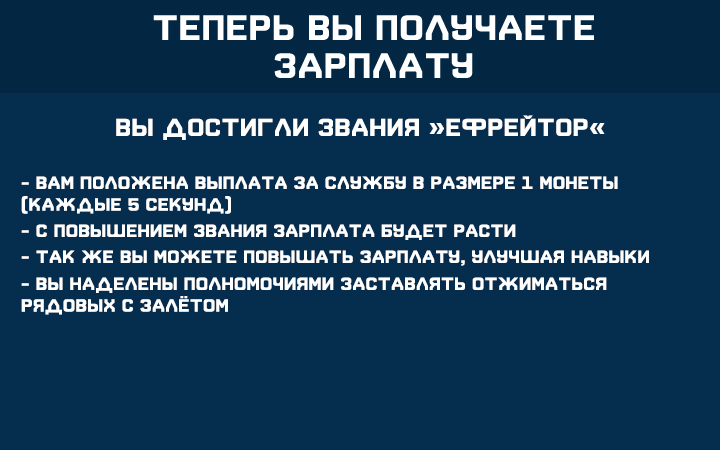 ТЕПЕРЬ ВЫ ПОЛУЧАЕТЕ
ЗАРПЛАТУ
ВЫ ДОСТИГЛИ ЗВАНИЯ »ЕФРЕЙТОР«
- ВАМ ПОЛОЖЕНА ВЫПЛАТА ЗА СЛУЖБУ В РАЗМЕРЕ 1 МОНЕТЫ
(КАЖДЫЕ 5 СЕКУНД)
- С ПОВЫШЕНИЕМ ЗВАНИЯ ЗАРПЛАТА БУДЕТ РАСТИ
- ТАК ЖЕ ВЫ МОЖЕТЕ ПОВЫШАТЬ ЗАРПЛАТУ, УЛУЧШАЯ НАВЫКИ
- ВЫ НАДЕЛЕНЫ ПОЛНОМОЧИЯМИ ЗАСТАВЛЯТЬ ОТЖИМАТЬСЯ
РЯДОВЫХ С ЗАЛЁТОМ